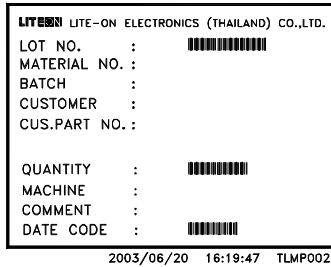 LITEON LITE-ON ELECTRONICS (THAILAND) CO.,LTD.
LOT NO. :
MATERIAL NO. :
BATCH :
CUSTOMER :
CUS.PART NO. :
QUANTITY :
MACHINE :
COMMENT :
DATE CODE :
2003/06/20 16:19:47 TLMP002